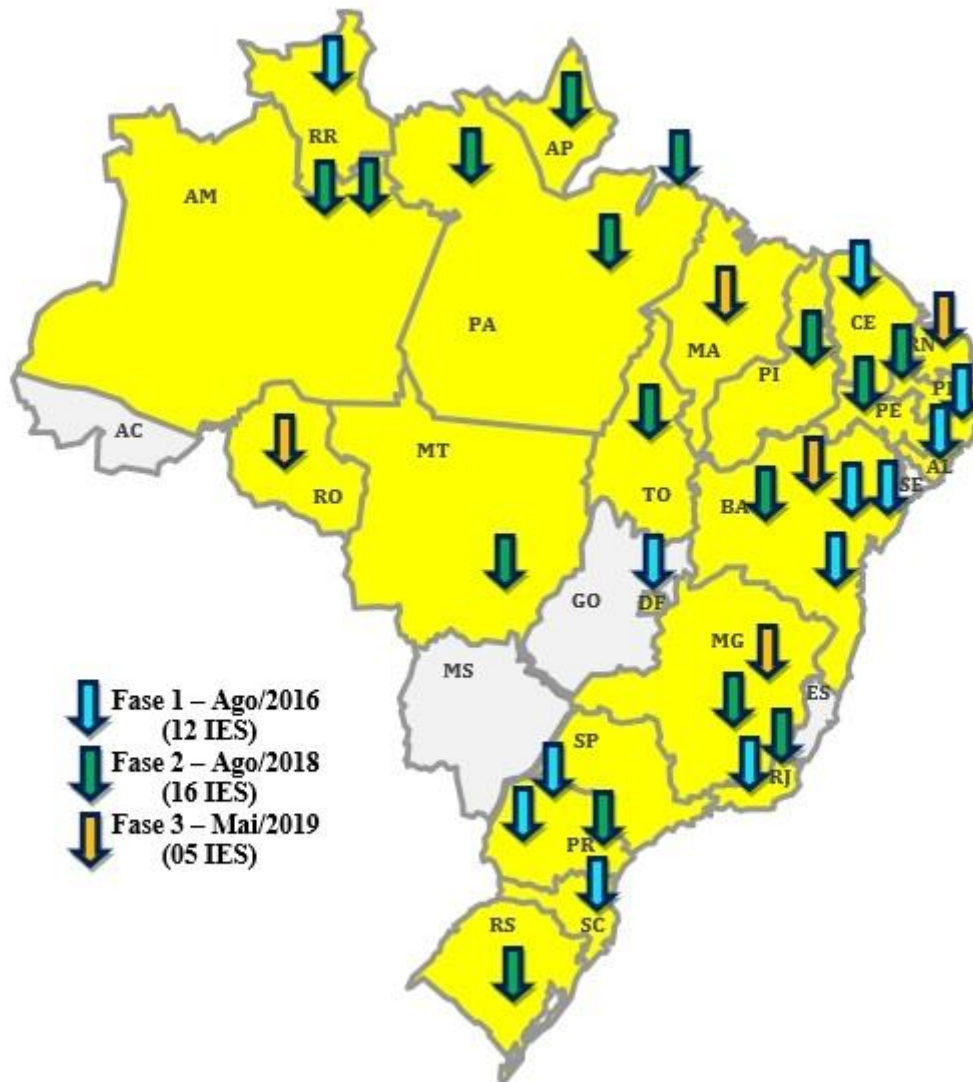 RR
AP
AM
PA
MA
CE
RN
PI
PE
AC
RO
MT
TO
BA
AL
SE
GO
DF
MG
ES
MS
SP
RJ
PR
SC
RS
Fase 1 – Ago/2016
(12 IES)
Fase 2 – Ago/2018
(16 IES)
Fase 3 – Mai/2019
(05 IES)